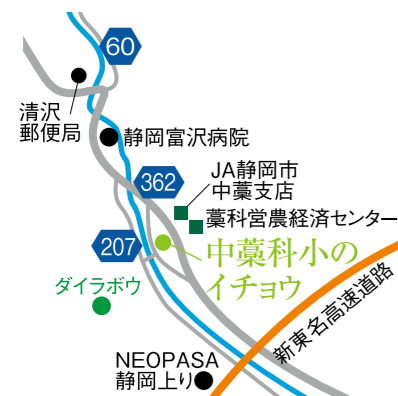 60
清沢
郵便局
静岡富沢病院
JA静岡市
中藁支店
362
藁科営農経済センター
207
中藁科小の
イチョウ
ダイラボウ
新東名高速道路
NEOPASA
静岡上り